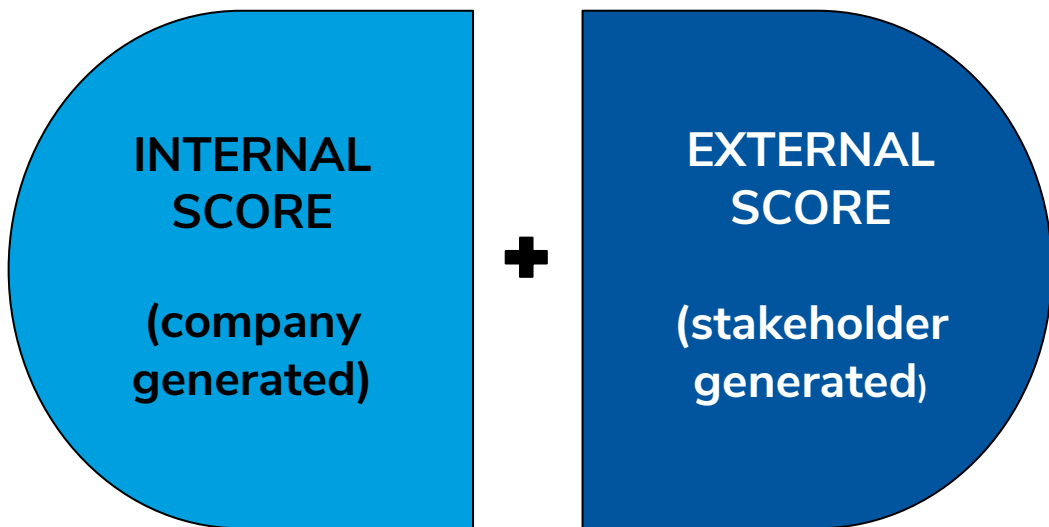 INTERNAL
SCORE
(company
generated)
+
EXTERNAL
SCORE
(stakeholder
generated)